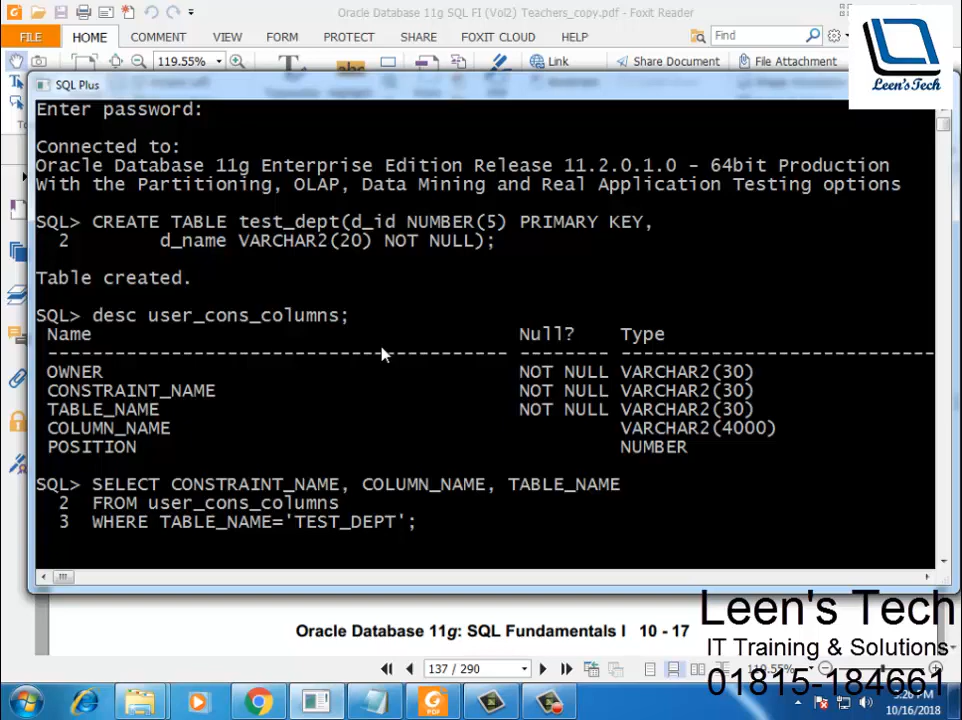 Oracle Database 11g SQL FI (Vol2) Teachers_copy.pdf - Foxit Reader
FILE HOME COMMENT VIEW FORM PROTECT SHARE FOXIT CLOUD HELP Find
119.55% Link Share Document File Attachment
Leen'sTech
SQL Plus
Enter password:
Connected to:
Oracle Database 11g Enterprise Edition Release 11.2.0.1.0 - 64bit Production
With the Partitioning, OLAP, Data Mining and Real Application Testing options
SQL> CREATE TABLE test_dept(d_id NUMBER(5) PRIMARY KEY,
2 d_name VARCHAR2(20) NOT NULL);
Table created.
SQL> desc user_cons_columns;
Name Null? Type
OWNER NOT NULL VARCHAR2(30)
CONSTRAINT_NAME NOT NULL VARCHAR2(30)
TABLE_NAME NOT NULL VARCHAR2(30)
COLUMN_NAME VARCHAR2(4000)
POSITION NUMBER
SQL> SELECT CONSTRAINT_NAME, COLUMN_NAME, TABLE_NAME
2 FROM user_cons_columns
3 WHERE TABLE_NAME='TEST_DEPT';
Oracle Database 11g: SQL Fundamentals I 10 - 17
Leen's Tech
IT Training & Solutions
137 / 290 119.55%
01815-184661
10/16/2018